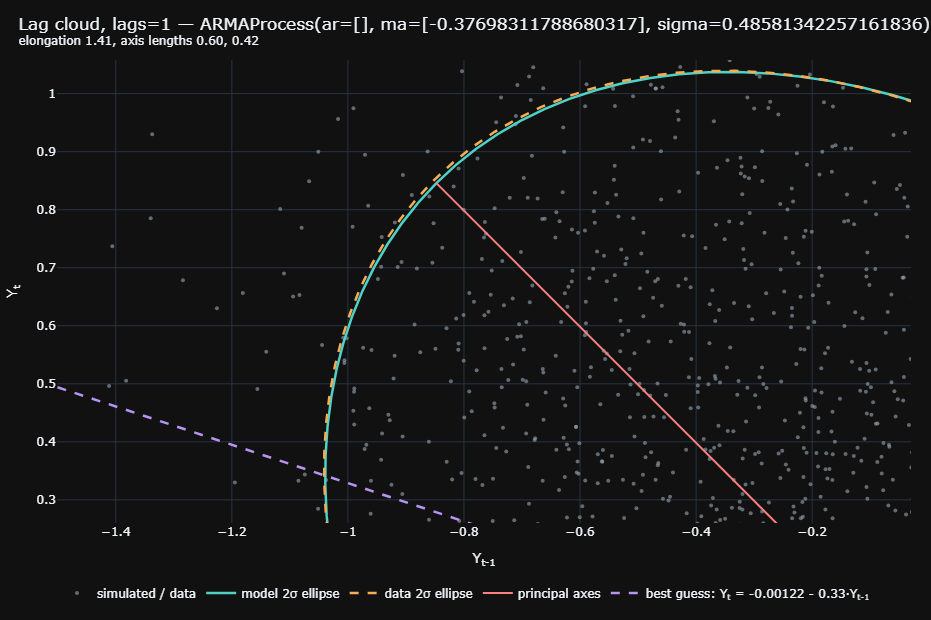 Lag cloud, lags=1 — ARMAProcess(ar=[], ma=[-0.37698311788680317], sigma=0.48581342257161836)
elongation 1.41, axis lengths 0.60, 0.42
1
0.9
0.8
0.7
0.6
0.5
0.4
0.3
Yt
−1.4
−1.2
−1
−0.8
−0.6
−0.4
−0.2
Yt-1
simulated / data
model 2σ ellipse
data 2σ ellipse
principal axes
best guess: Yt = -0.00122 - 0.33·Yt-1